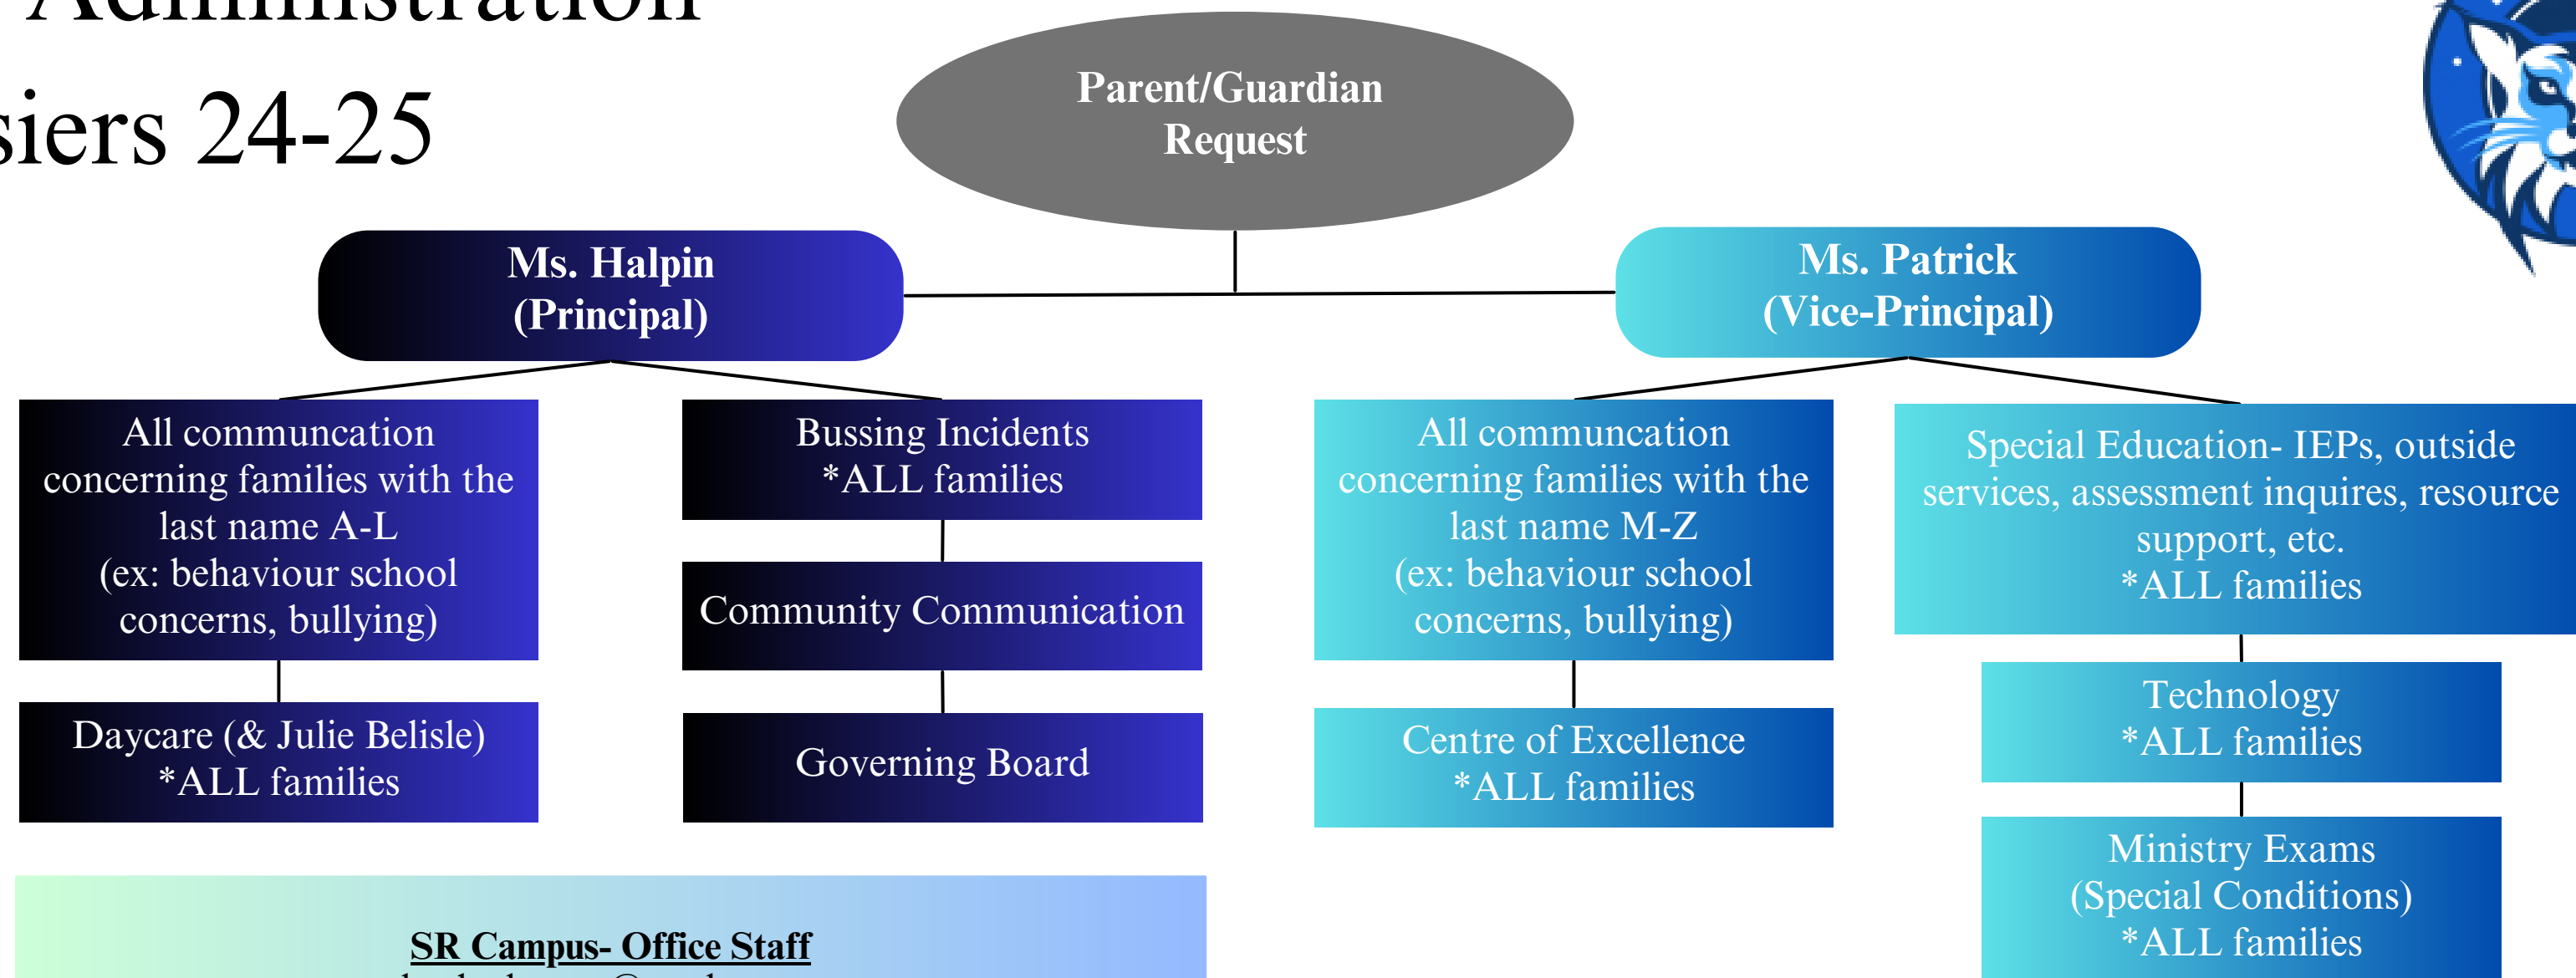 Administration
siers 24-25
Parent/Guardian
Request
Ms. Halpin
(Principal)
Ms. Patrick
(Vice-Principal)
All communcation
concerning families with the
last name A-L
(ex: behaviour school
concerns, bullying)
Daycare (& Julie Belisle)
*ALL families
Bussing Incidents
*ALL families
Community Communication
Governing Board
All communcation
concerning families with the
last name M-Z
(ex: behaviour school
concerns, bullying)
Centre of Excellence
*ALL families
Special Education- IEPs, outside
services, assessment inquires, resource
support, etc.
*ALL families
Technology
*ALL families
Ministry Exams
(Special Conditions)
*ALL families
SR Campus- Office Staff